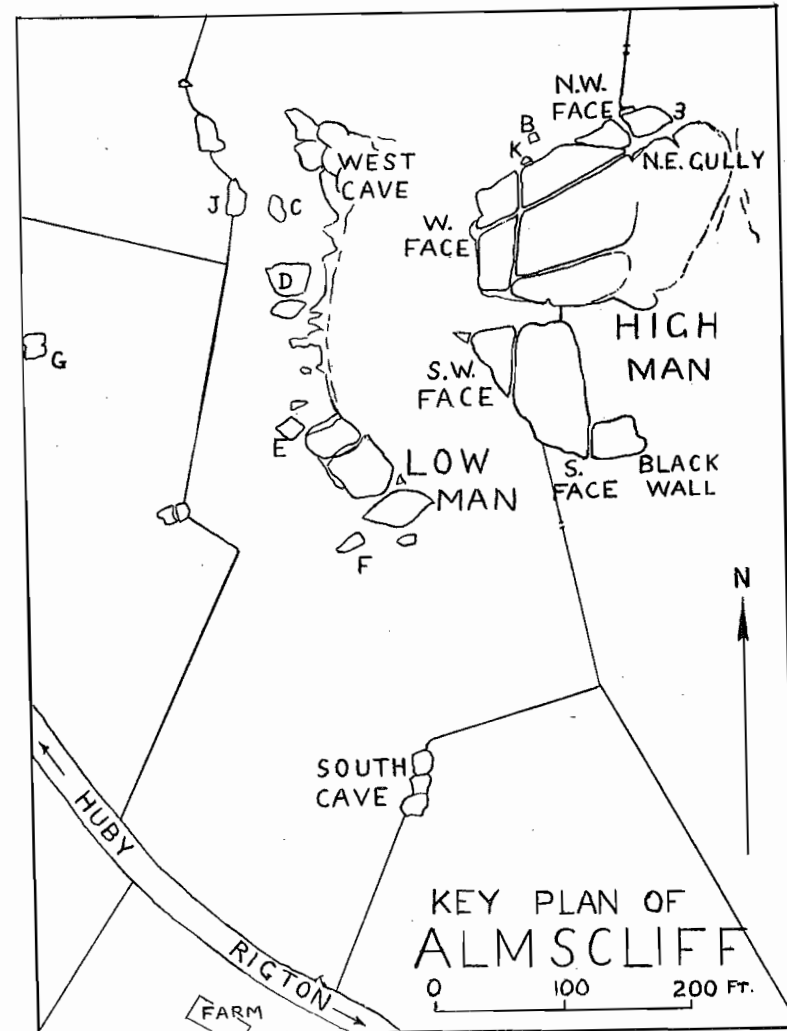 N.W.
FACE
3
B
K
N.E. GULLY
WEST
CAVE
J
C
W.
FACE
D
HIGH
MAN
G
S.W.
FACE
E
LOW
MAN
S.
FACE
BLACK
WALL
F
N
SOUTH
CAVE
HUBY
RIGTON
FARM
KEY PLAN OF
ALMSCLIFF
0 100 200 FT.